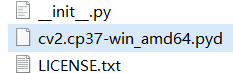 __init__.py
cv2.cp37-win_amd64.pyd
LICENSE.txt